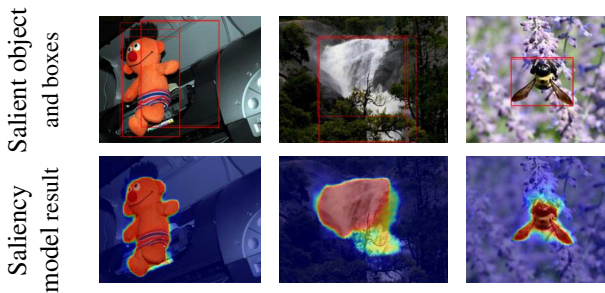 Salient object
and boxes
Saliency
model result